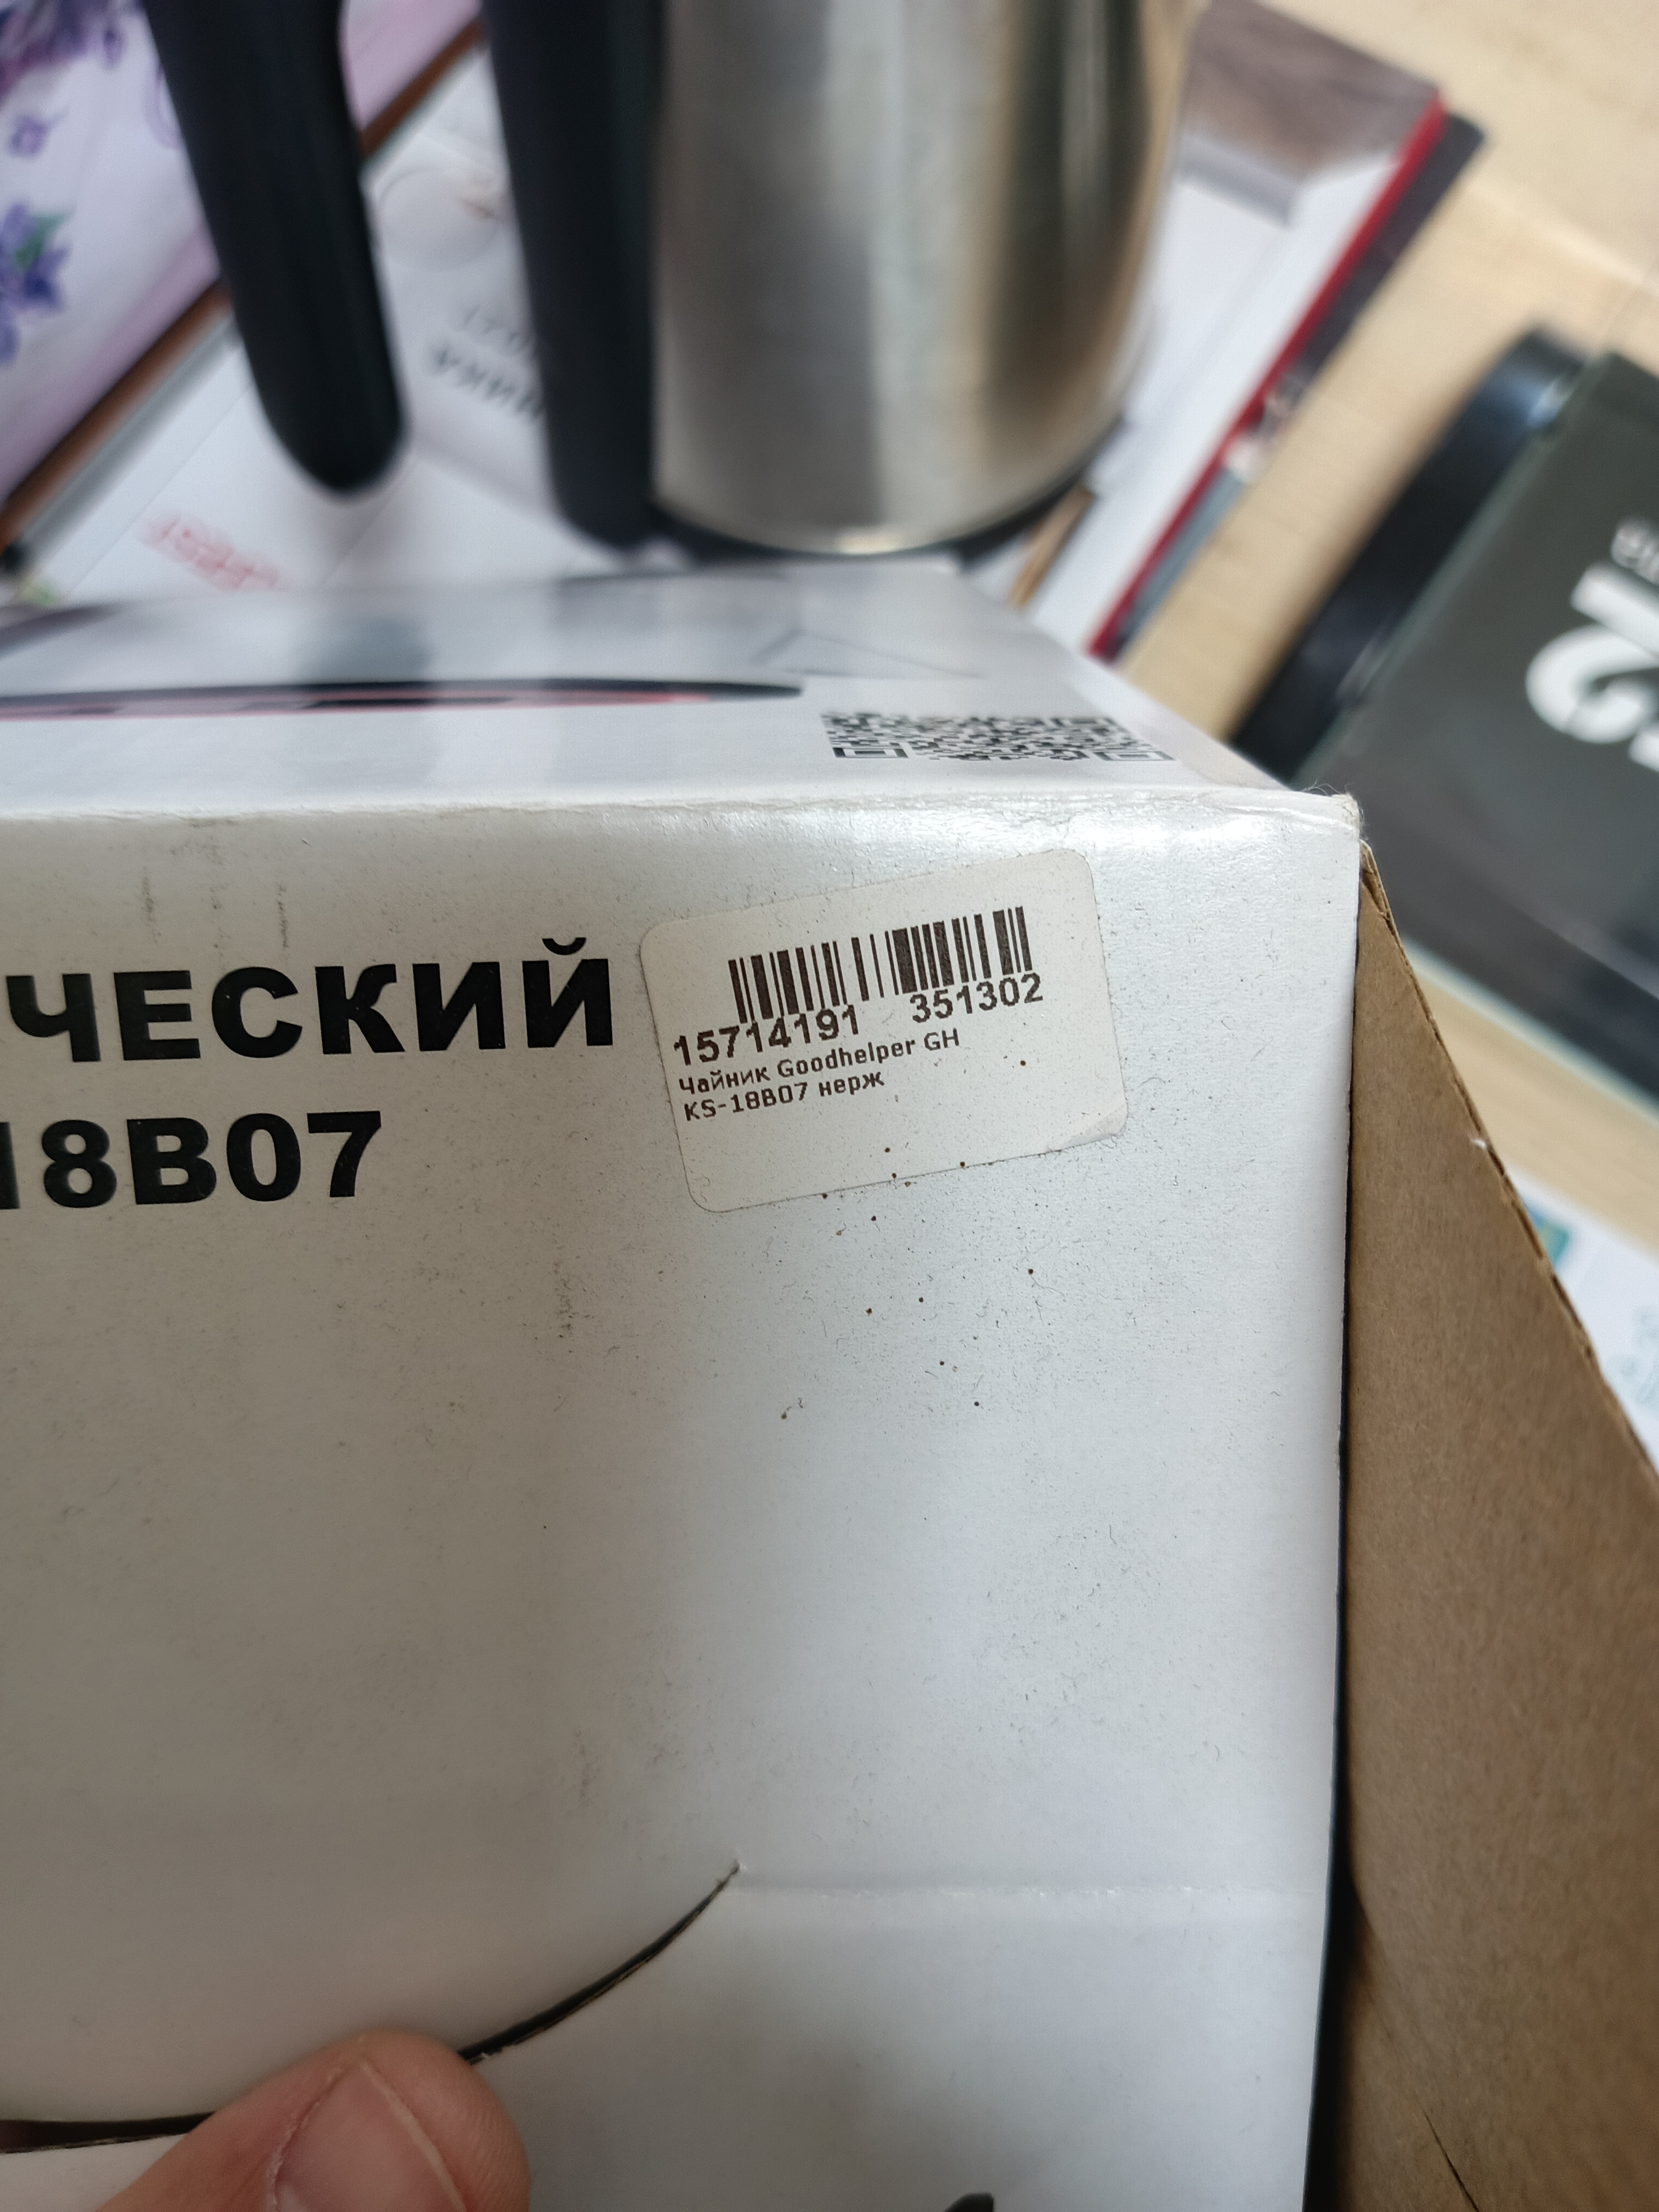 ЧЕСКИЙ
18B07
15714191 351302
Чайник Goodhelper GH
KS-18B07 нерж